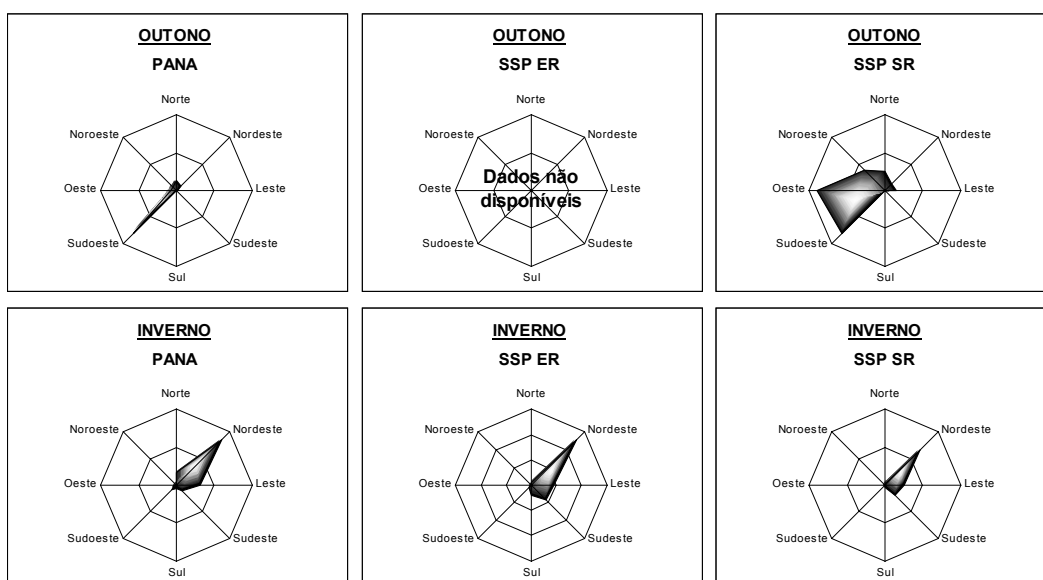 OUTONO
PANA
Norte
Noroeste
Nordeste
Oeste
Leste
Sudoeste
Sudeste
Sul
OUTONO
SSP ER
Norte
Noroeste
Nordeste
Dados não
disponíveis
Oeste
Leste
Sudoeste
Sudeste
Sul
OUTONO
SSP SR
Norte
Noroeste
Nordeste
Oeste
Leste
Sudoeste
Sudeste
Sul
INVERNO
PANA
Norte
Noroeste
Nordeste
Oeste
Leste
Sudoeste
Sudeste
Sul
INVERNO
SSP ER
Norte
Noroeste
Nordeste
Oeste
Leste
Sudoeste
Sudeste
Sul
INVERNO
SSP SR
Norte
Noroeste
Nordeste
Oeste
Leste
Sudoeste
Sudeste
Sul